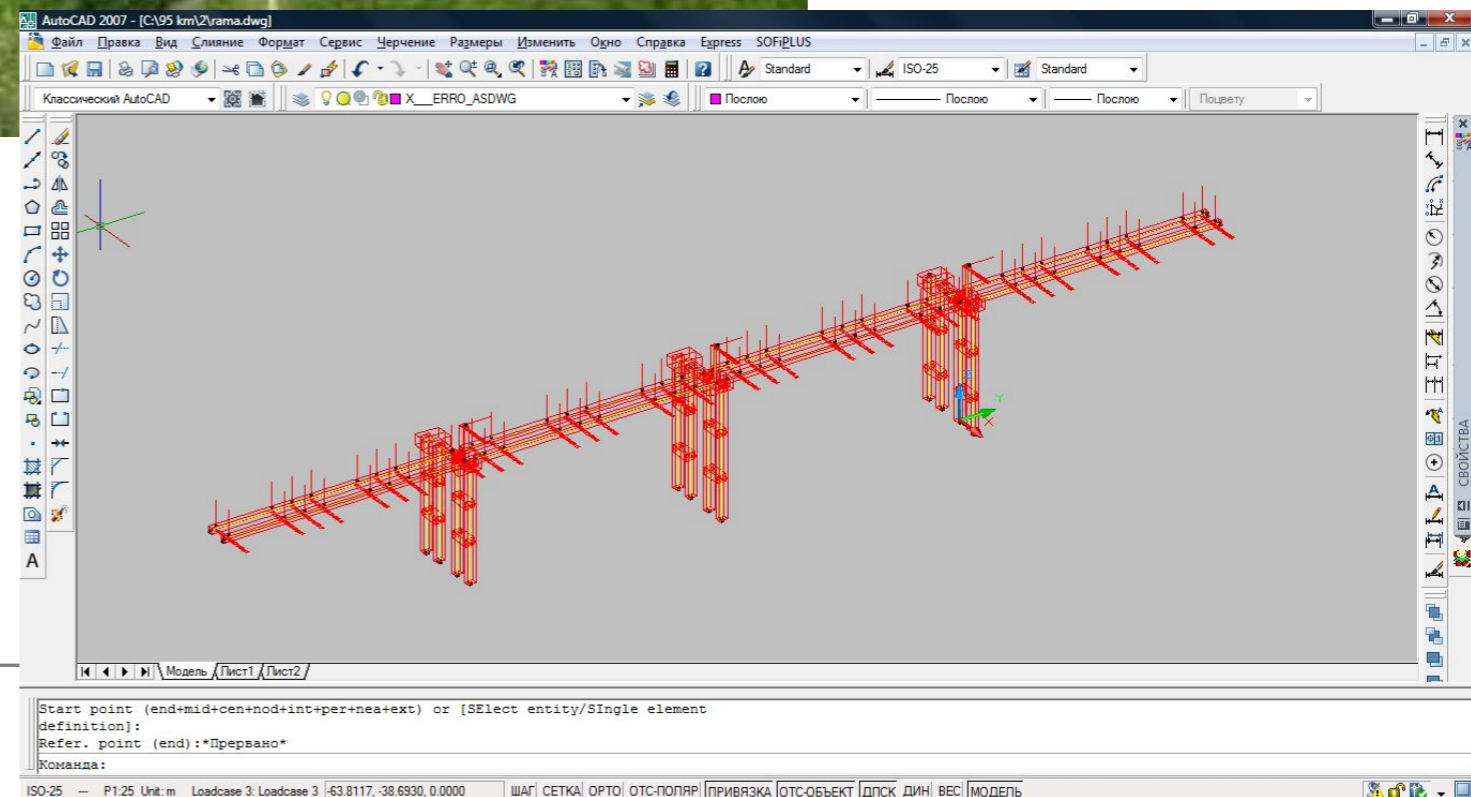 AutoCAD 2007 - [C:\95 km\2\rama.dwg]
Файл Правка Вид Слияние Формат Сервис Черчение Размеры Изменить Окно Справка Express SOFiPLUS
Standard ISO-25 Standard
Классический AutoCAD X___ERRO_ASDWG Послою Послою Послою Поцвету
Z
Y
X
СВОЙСТВА
Модель Лист1 Лист2
Start point (end+mid+cen+nod+int+per+nea+ext) or [SElect entity/SIngle element
definition]:
Refer. point (end):*Прервано*
Команда:
ISO-25 -- P1:25 Unit: m Loadcase 3: Loadcase 3 -63.8117, -38.6930, 0.0000 ШАГ СЕТКА ОРТО ОТС-ПОЛЯР ПРИВЯЗКА ОТС-ОБЪЕКТ ДПСК ДИН ВЕС МОДЕЛЬ